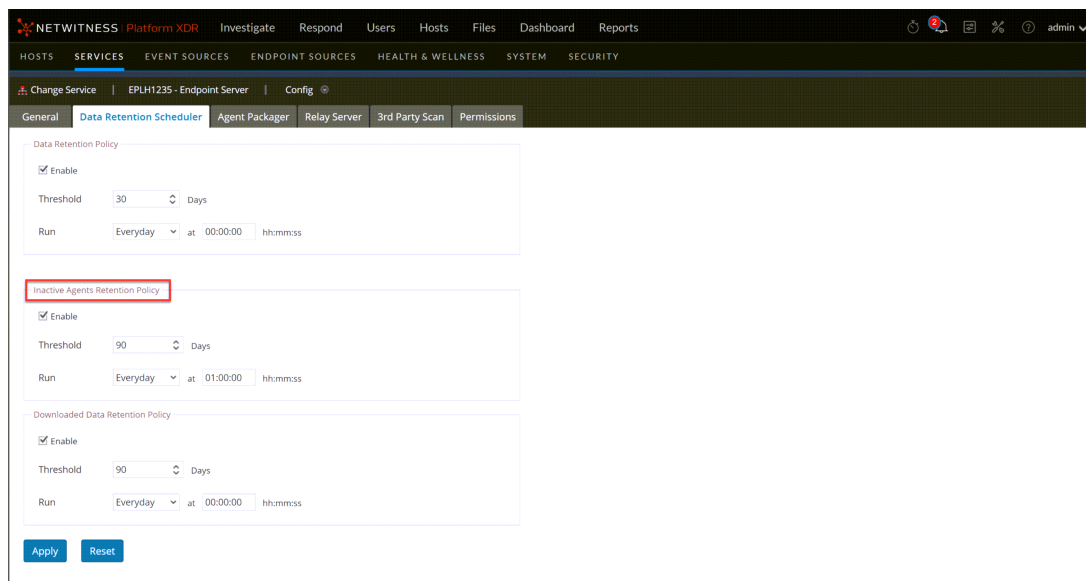 NETWITNESS Platform XDR Investigate Respond Users Hosts Files Dashboard Reports 2 ? admin
HOSTS SERVICES EVENT SOURCES ENDPOINT SOURCES HEALTH & WELLNESS SYSTEM SECURITY
Change Service | EPLH1235 - Endpoint Server | Config
General Data Retention Scheduler Agent Packager Relay Server 3rd Party Scan Permissions
Data Retention Policy
Enable
Threshold 30 Days
Run Everyday at 00:00:00 hh:mm:ss
Inactive Agents Retention Policy
Enable
Threshold 90 Days
Run Everyday at 01:00:00 hh:mm:ss
Downloaded Data Retention Policy
Enable
Threshold 90 Days
Run Everyday at 00:00:00 hh:mm:ss
Apply Reset